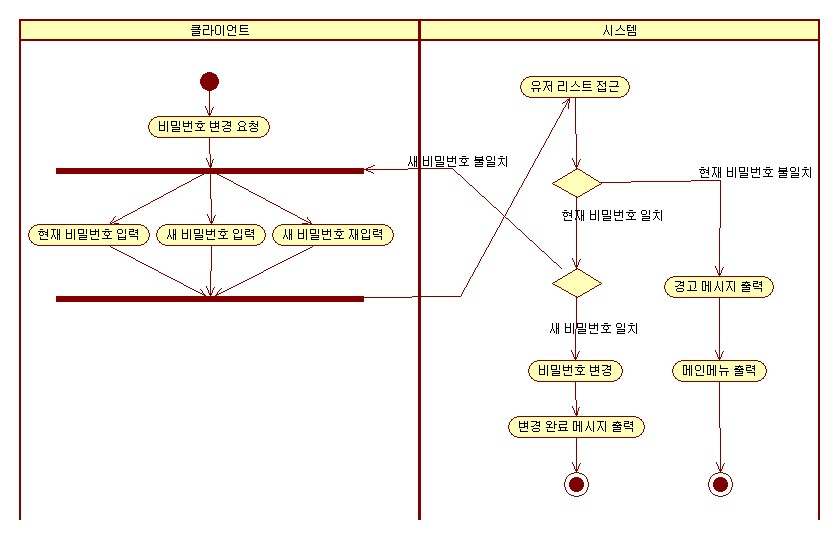 클라이언트
시스템
유저 리스트 접근
비밀번호 변경 요청
새 비밀번호 불일치
현재 비밀번호 불일치
현재 비밀번호 일치
현재 비밀번호 입력
새 비밀번호 입력
새 비밀번호 재입력
경고 메시지 출력
새 비밀번호 일치
비밀번호 변경
메인메뉴 출력
변경 완료 메시지 출력